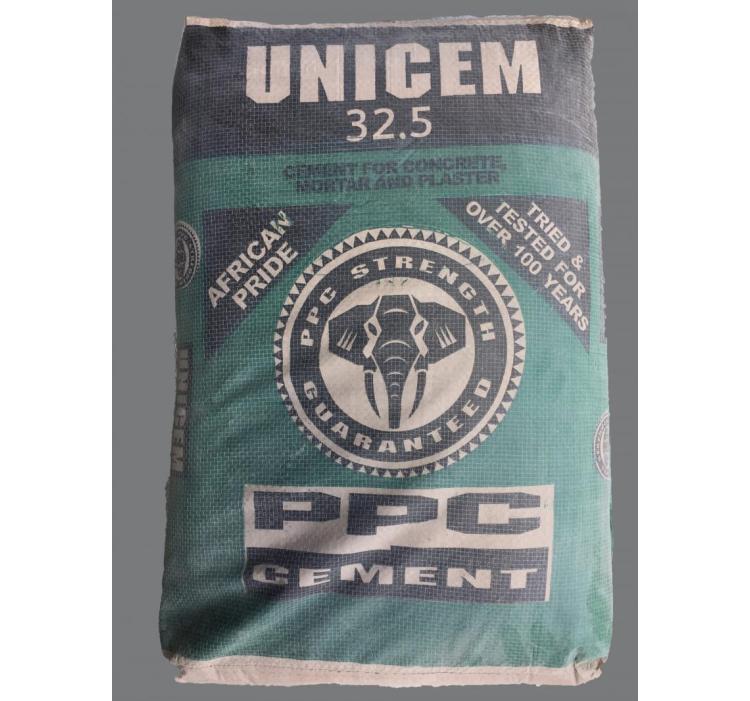 UNICEM
32.5
CEMENT FOR CONCRETE,
MORTAR AND PLASTER
AFRICAN
PRIDE
TRIED &
TESTED FOR
OVER 100 YEARS
PPC STRENGTH
GUARANTEED
PPC
CEMENT
UNICEM